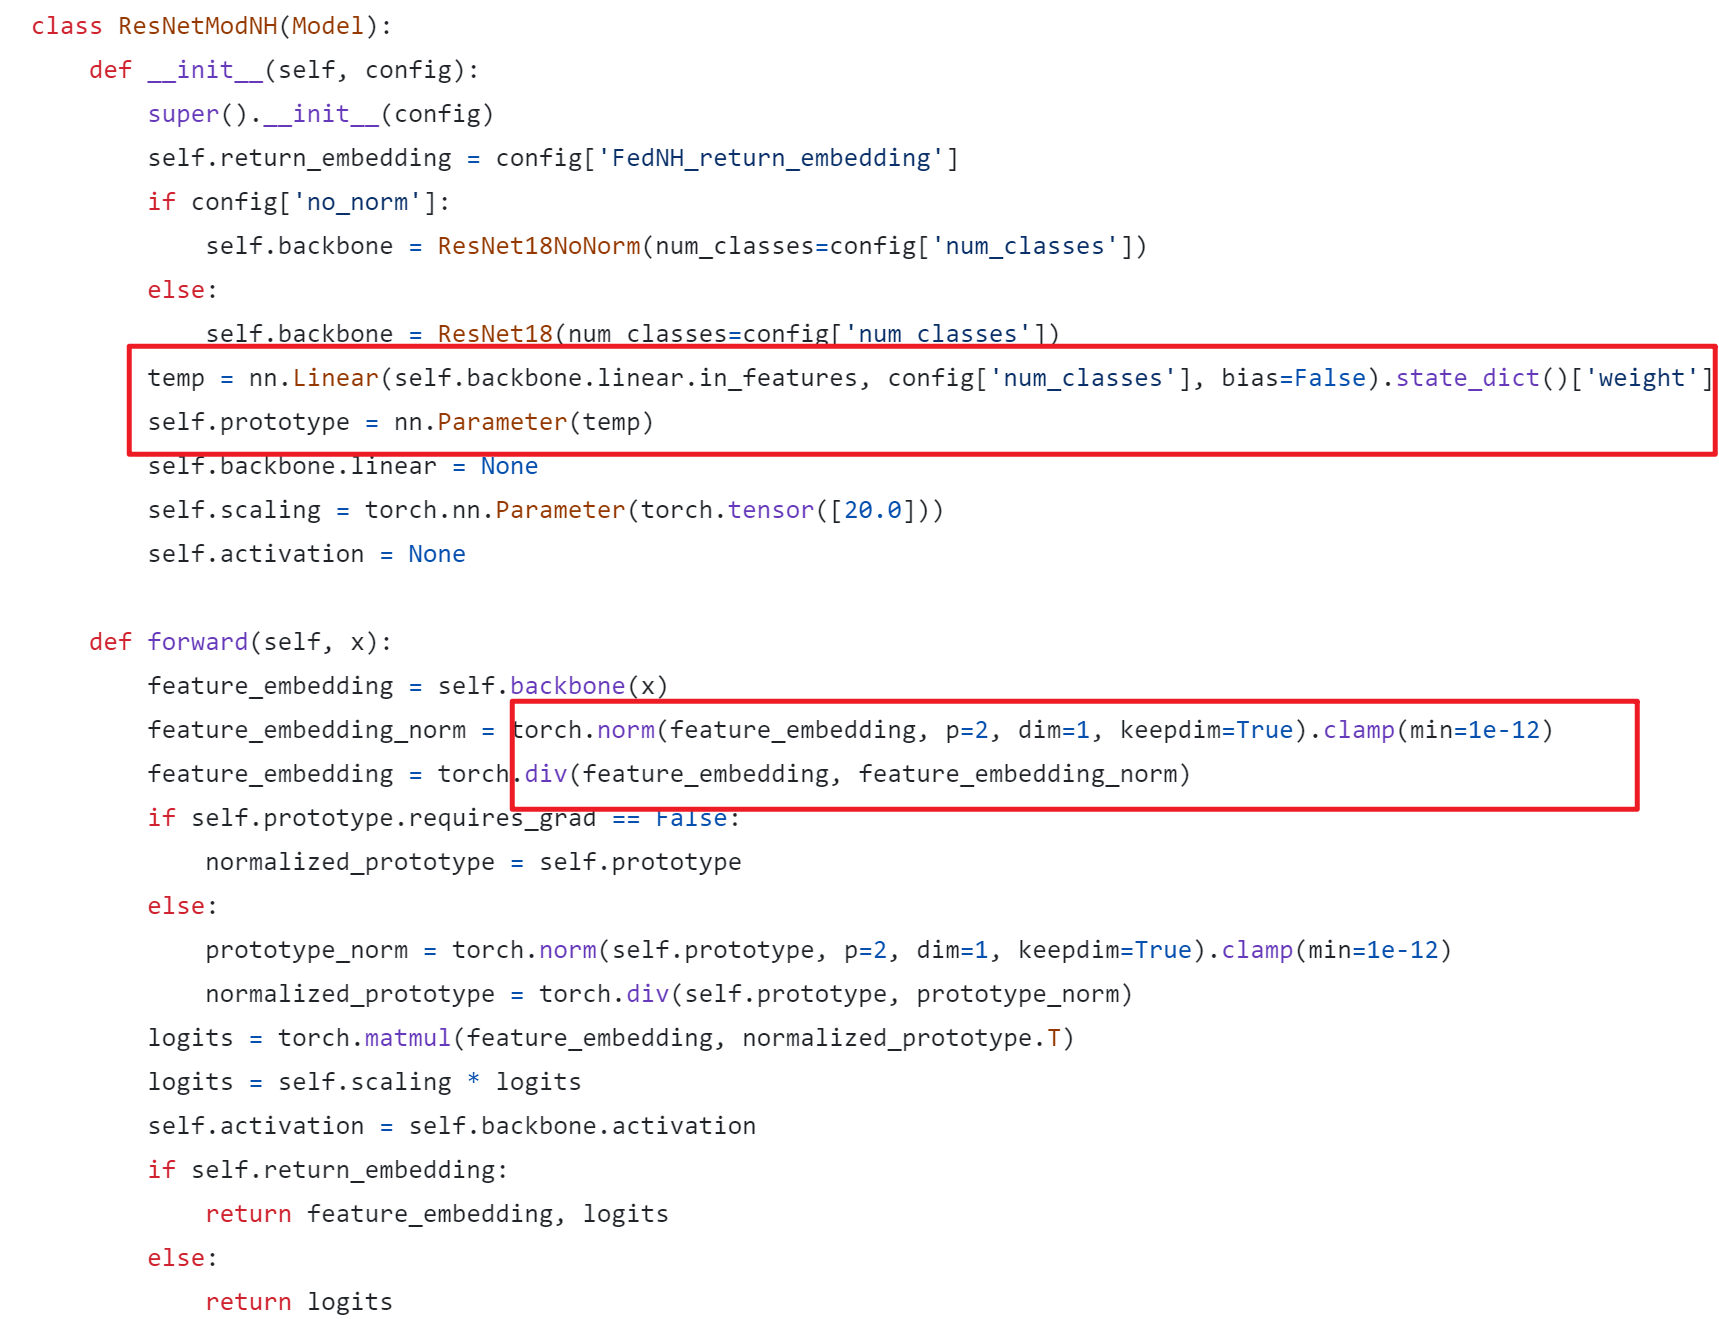 class ResNetModNH(Model):
    def __init__(self, config):
        super().__init__(config)
        self.return_embedding = config['FedNH_return_embedding']
        if config['no_norm']:
            self.backbone = ResNet18NoNorm(num_classes=config['num_classes'])
        else:
            self.backbone = ResNet18(num_classes=config['num_classes'])
        temp = nn.Linear(self.backbone.linear.in_features, config['num_classes'], bias=False).state_dict()['weight']
        self.prototype = nn.Parameter(temp)
        self.backbone.linear = None
        self.scaling = torch.nn.Parameter(torch.tensor([20.0]))
        self.activation = None

    def forward(self, x):
        feature_embedding = self.backbone(x)
        feature_embedding_norm = torch.norm(feature_embedding, p=2, dim=1, keepdim=True).clamp(min=1e-12)
        feature_embedding = torch.div(feature_embedding, feature_embedding_norm)
        if self.prototype.requires_grad == False:
            normalized_prototype = self.prototype
        else:
            prototype_norm = torch.norm(self.prototype, p=2, dim=1, keepdim=True).clamp(min=1e-12)
            normalized_prototype = torch.div(self.prototype, prototype_norm)
        logits = torch.matmul(feature_embedding, normalized_prototype.T)
        logits = self.scaling * logits
        self.activation = self.backbone.activation
        if self.return_embedding:
            return feature_embedding, logits
        else:
            return logits